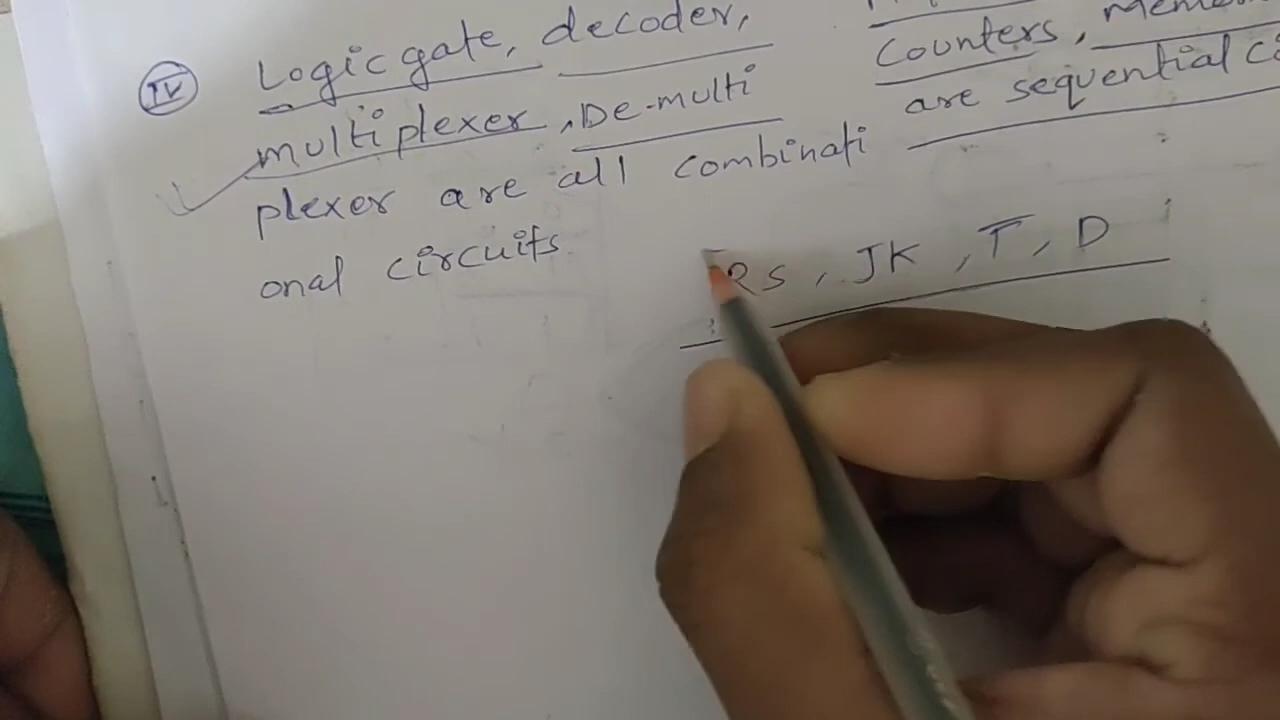 IV Logic gate, decoder,
multiplexer, De-multi
plexer are all combinati
onal circuits.
Counters,
are sequential
RS, JK, T, D